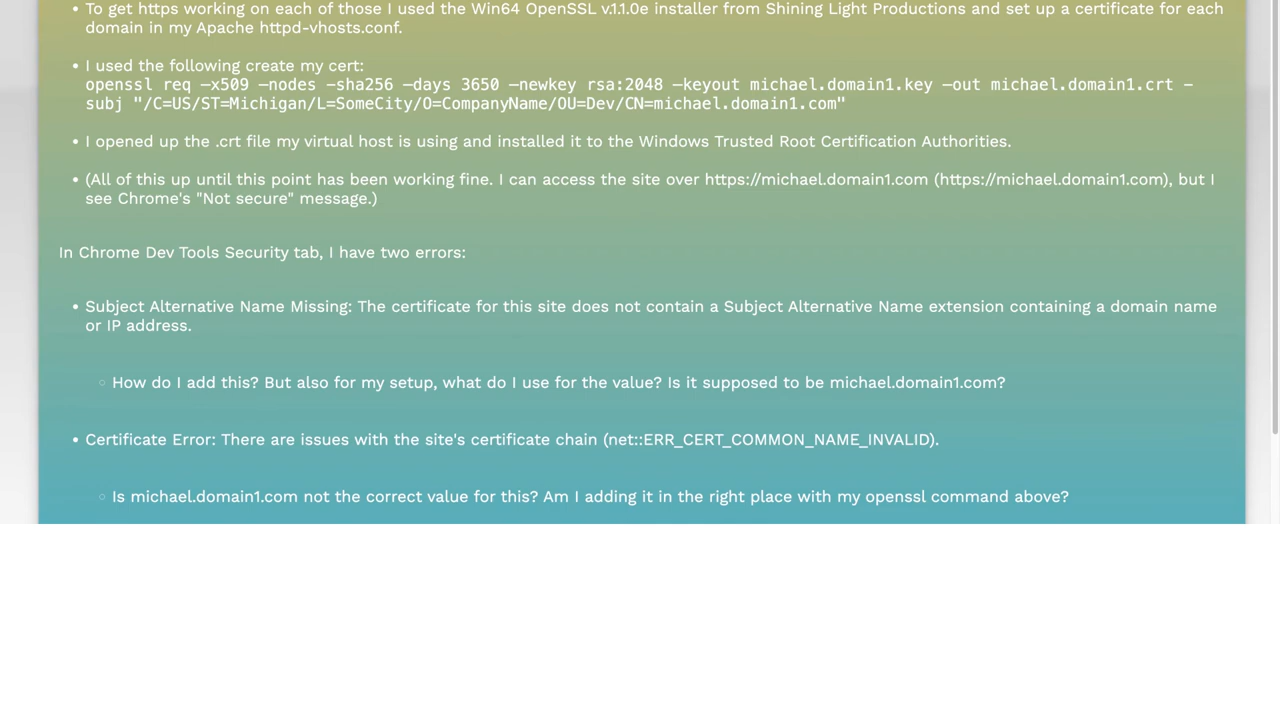 • To get https working on each of those I used the Win64 OpenSSL v.1.1.0e installer from Shining Light Productions and set up a certificate for each
domain in my Apache httpd-vhosts.conf.
• I used the following create my cert:
openssl req –x509 –nodes -sha256 –days 3650 –newkey rsa:2048 –keyout michael.domain1.key –out michael.domain1.crt –
subj "/C=US/ST=Michigan/L=SomeCity/O=CompanyName/OU=Dev/CN=michael.domain1.com"
• I opened up the .crt file my virtual host is using and installed it to the Windows Trusted Root Certification Authorities.
• (All of this up until this point has been working fine. I can access the site over https://michael.domain1.com (https://michael.domain1.com), but I
see Chrome's "Not secure" message.)
In Chrome Dev Tools Security tab, I have two errors:
• Subject Alternative Name Missing: The certificate for this site does not contain a Subject Alternative Name extension containing a domain name
or IP address.
◦ How do I add this? But also for my setup, what do I use for the value? Is it supposed to be michael.domain1.com?
• Certificate Error: There are issues with the site's certificate chain (net::ERR_CERT_COMMON_NAME_INVALID).
◦ Is michael.domain1.com not the correct value for this? Am I adding it in the right place with my openssl command above?